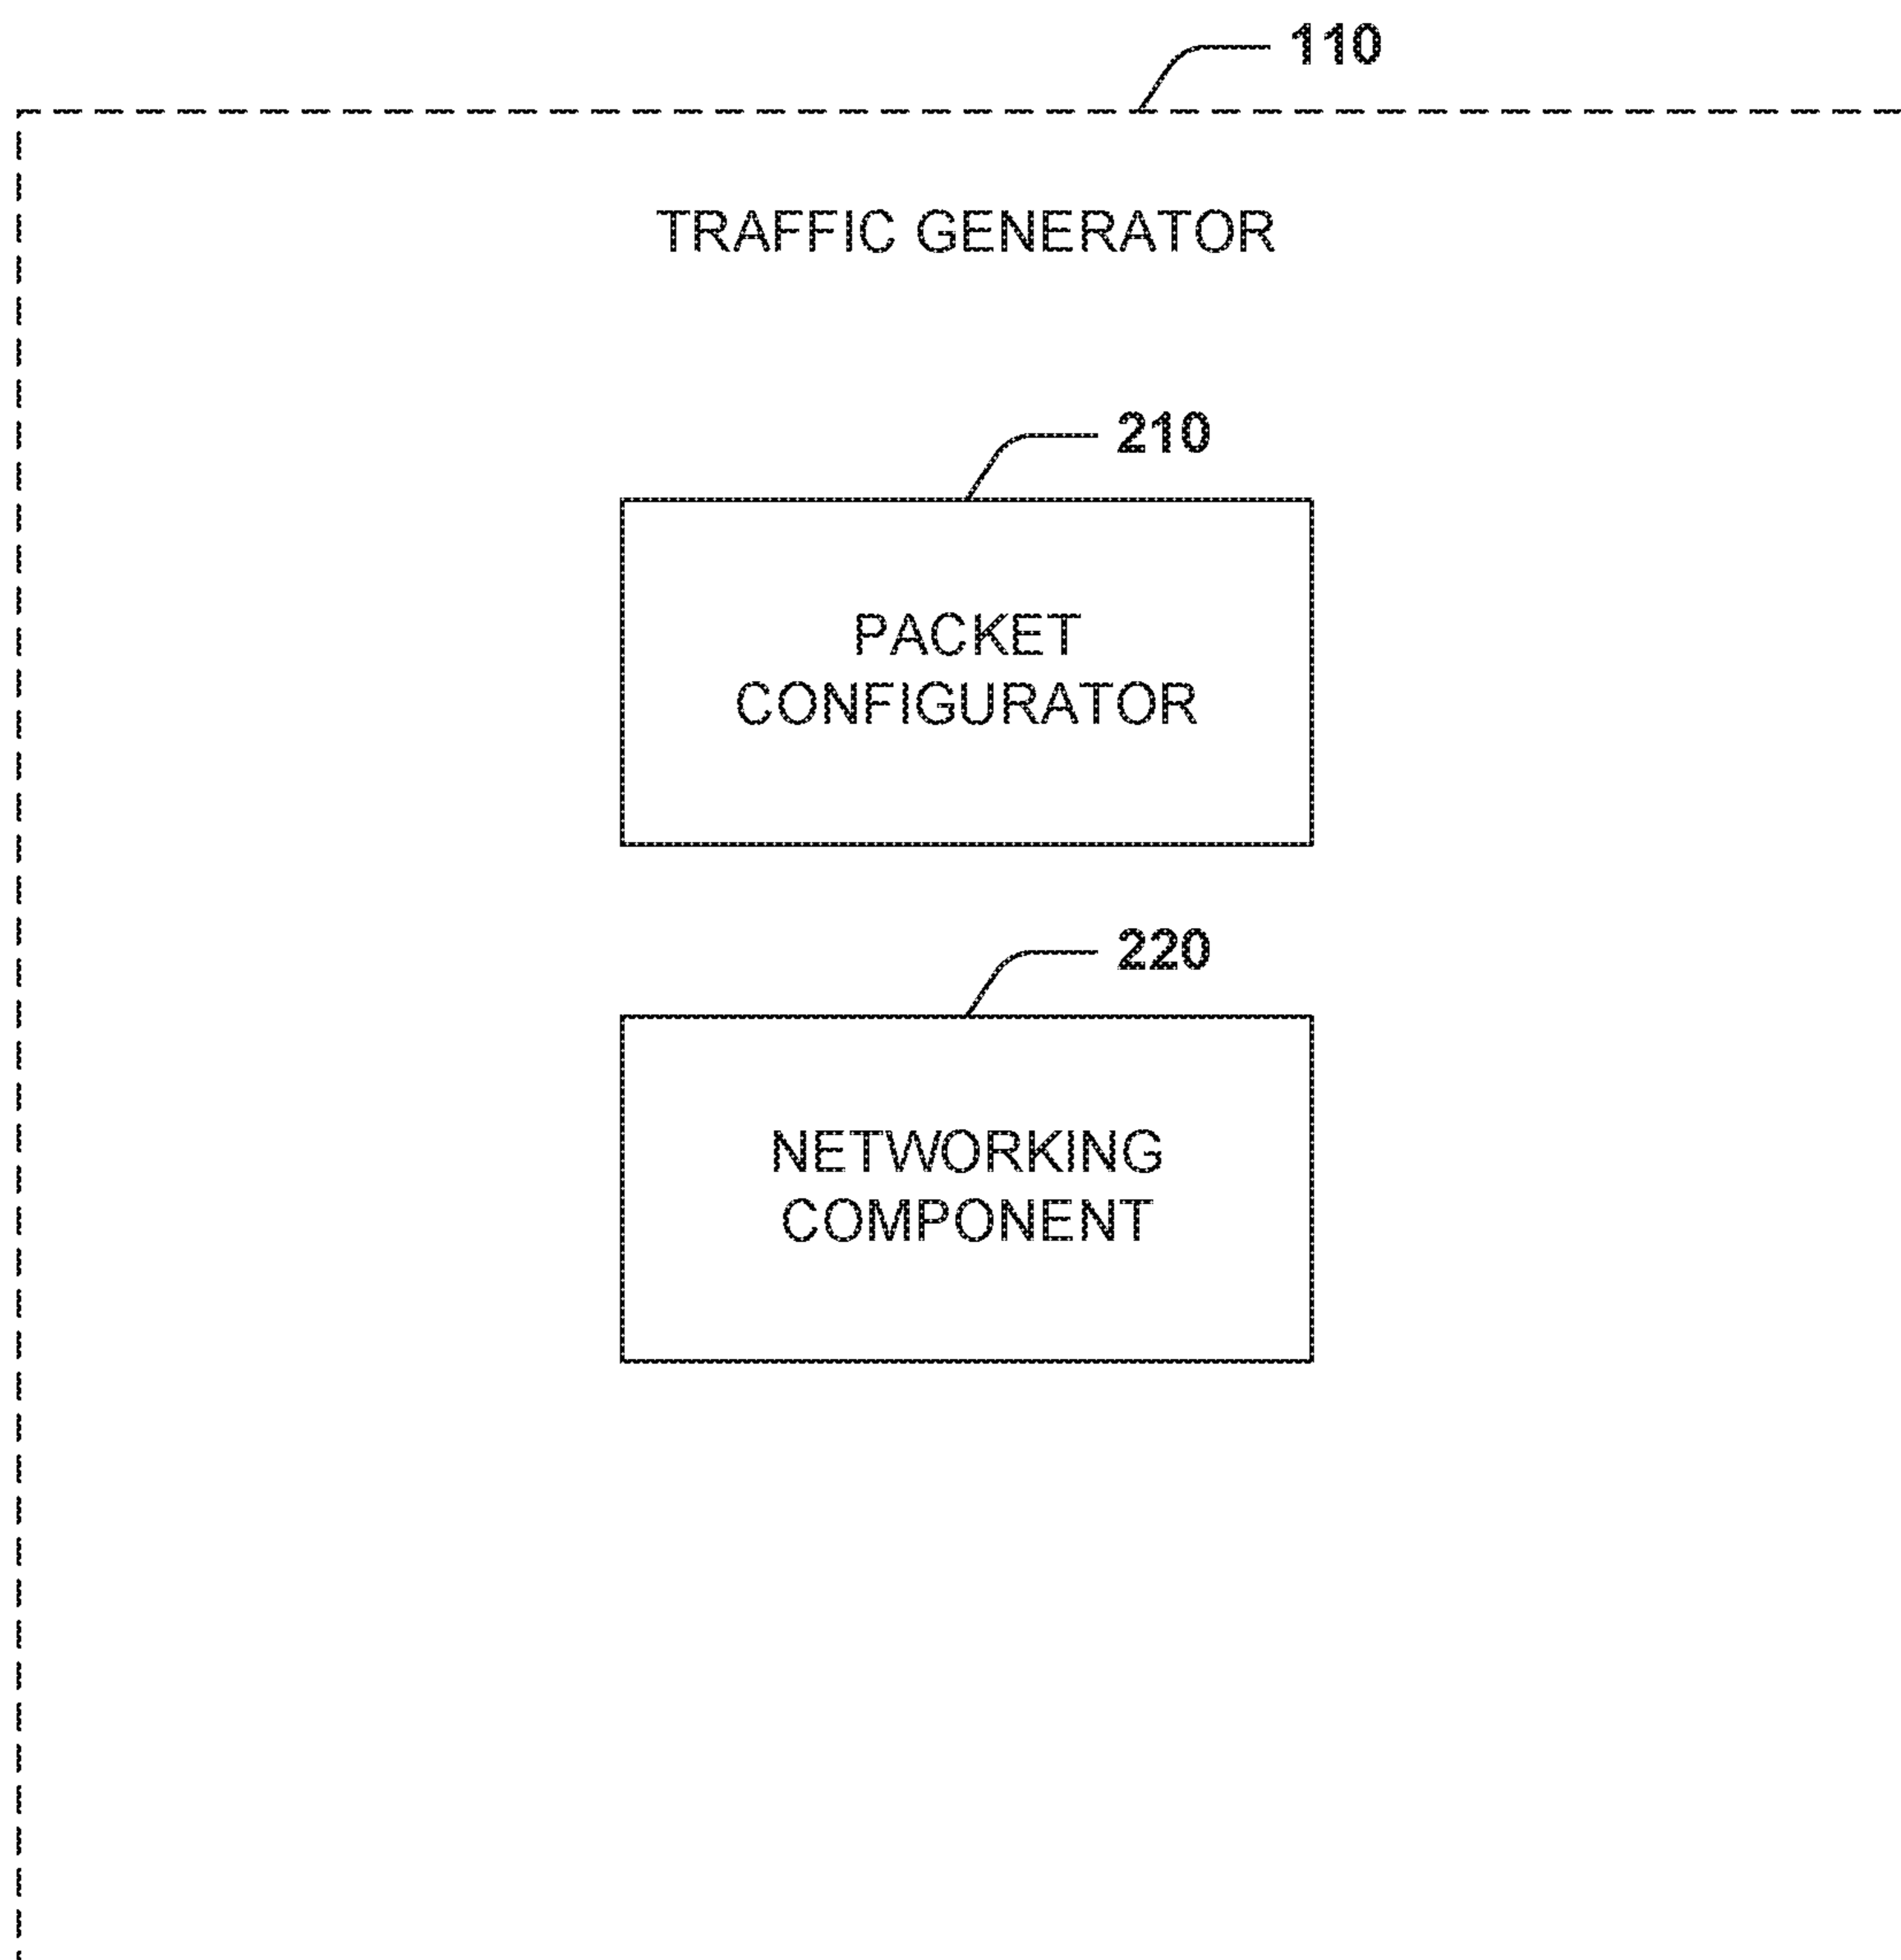 110
TRAFFIC GENERATOR
210
PACKET
CONFIGURATOR
220
NETWORKING
COMPONENT